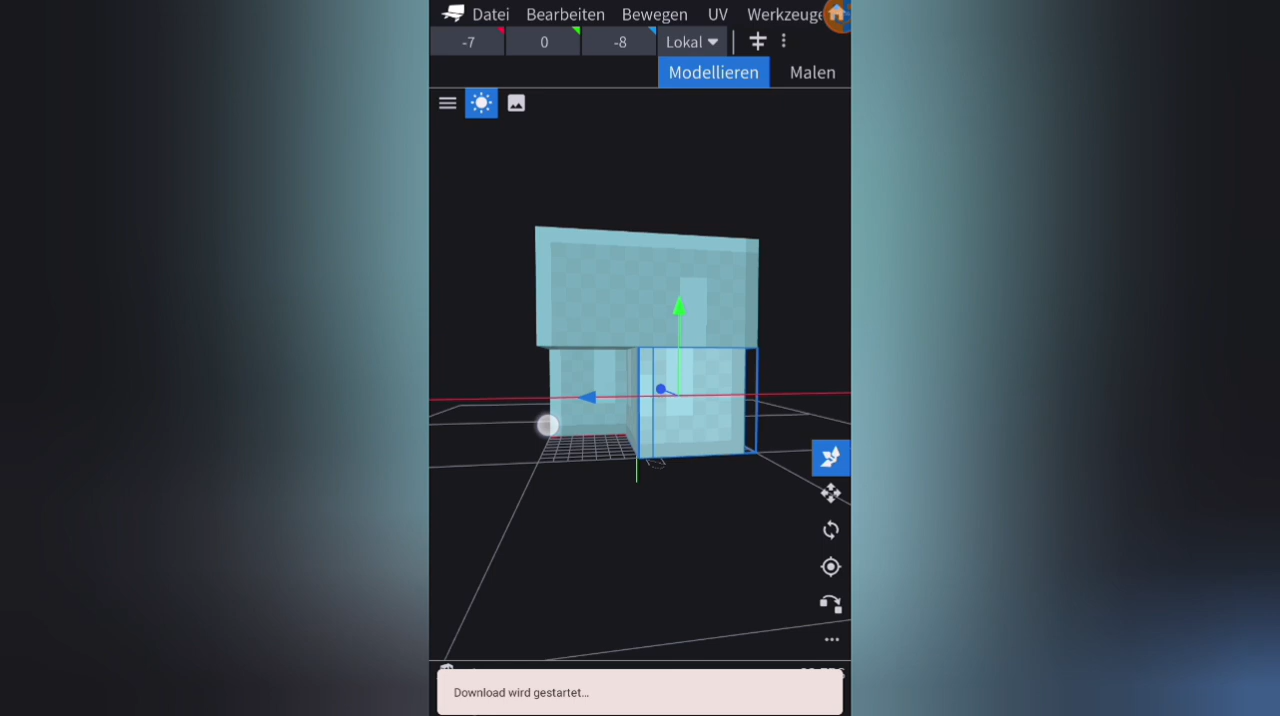 Datei Bearbeiten Bewegen UV Werkzeuge
-7 0 -8 Lokal
Modellieren Malen
Download wird gestartet...